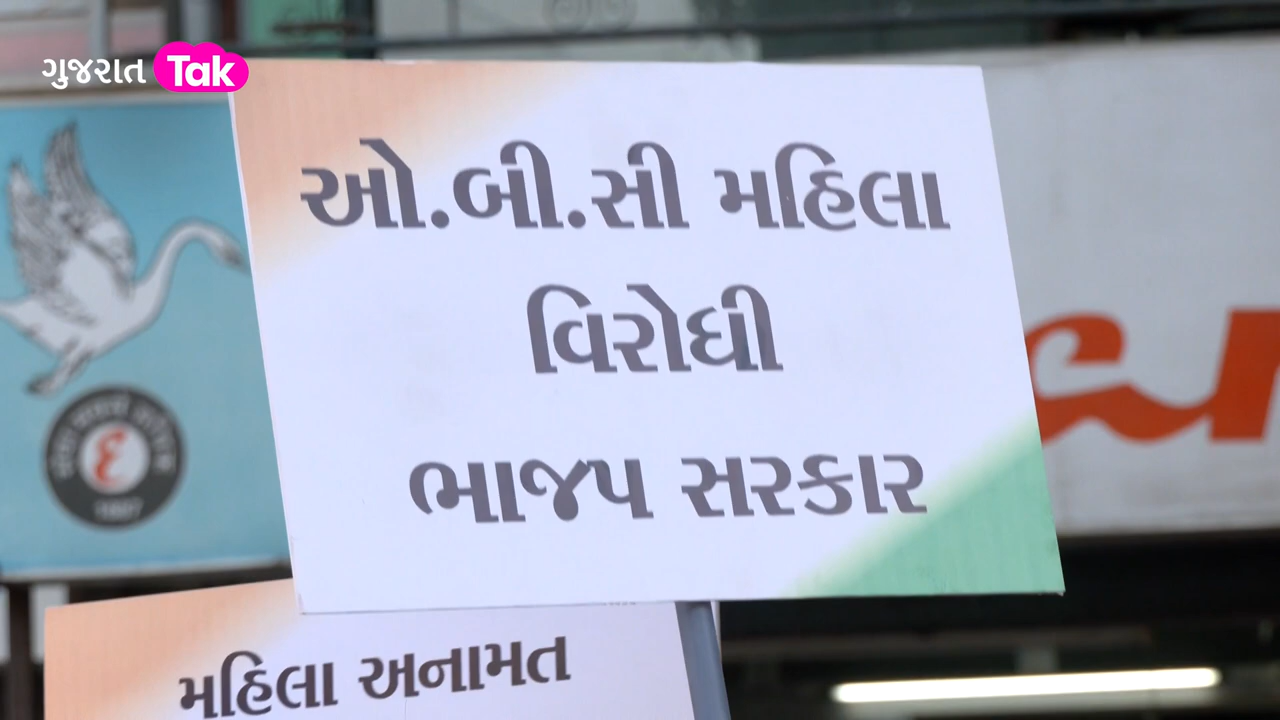 ગુજરાત Tak
ઓ.બી.સી મહિલા
વિરોધી
ભાજપ સરકાર
મહિલા અનામત